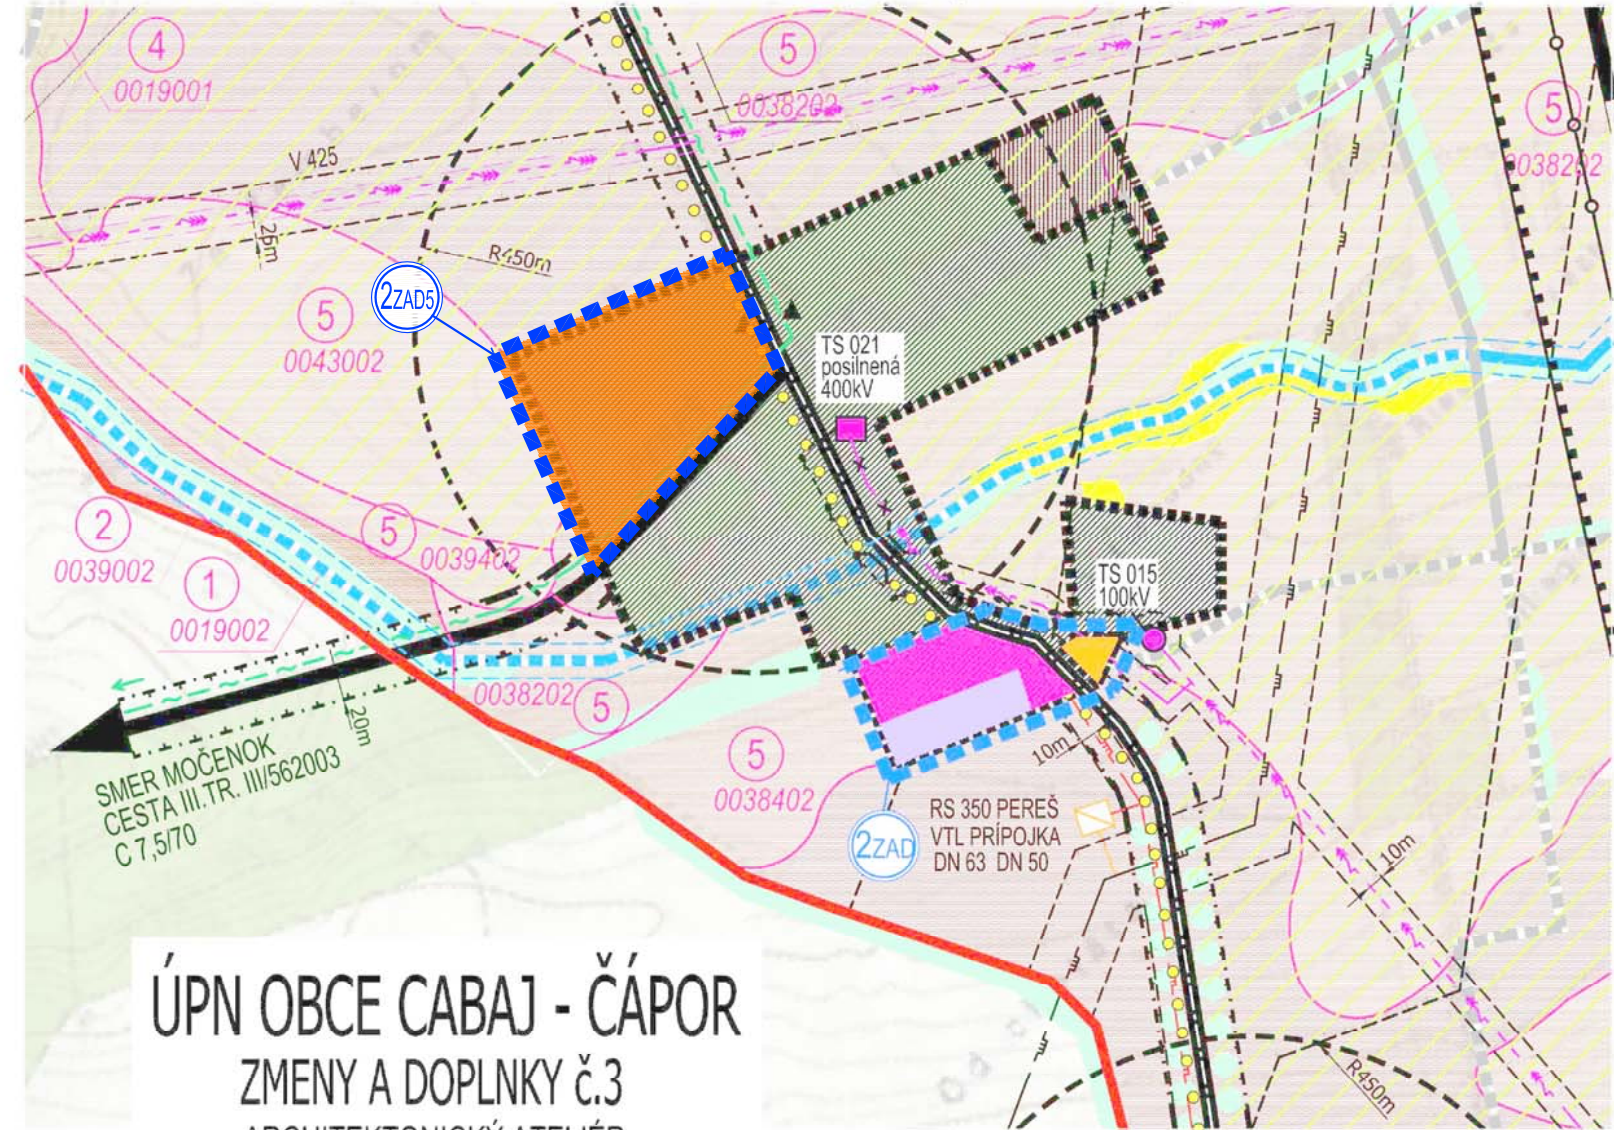 4
0019001
5
0038202
5
0038202
V 425
26m
R450m
2ZAD5
5
0043002
TS 021
posilnená
400kV
2
0039002
5
0039402
1
0019002
TS 015
100kV
0038202
5
20m
SMER MOČENOK
CESTA III.TR. III/562003
C 7,5/70
5
0038402
10m
2ZAD
RS 350 PEREŠ
VTL PRÍPOJKA
DN 63 DN 50
10m
R450m
ÚPN OBCE CABAJ - ČÁPOR
ZMENY A DOPLNKY č.3
ARCHITEKTONICKÝ ATELIÉR